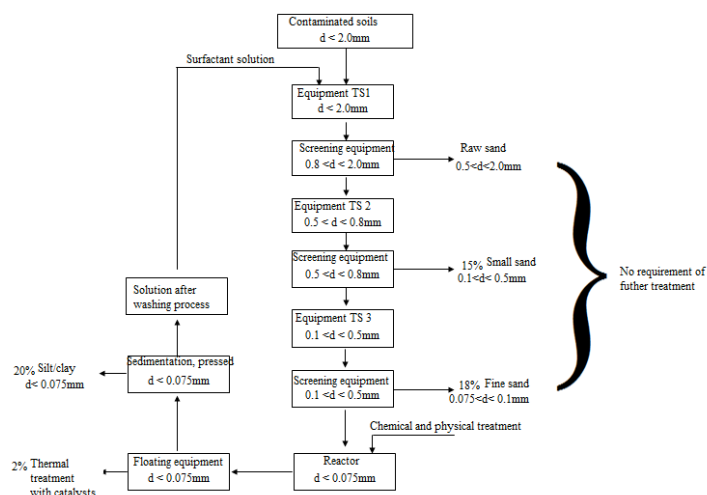 Contaminated soils
d < 2.0mm
Surfactant solution
Equipment TS1
d < 2.0mm
Screening equipment
0.8 <d < 2.0mm
Raw sand
0.5<d<2.0mm
Equipment TS 2
0.5 < d < 0.8mm
Screening equipment
0.5 < d < 0.8mm
15% Small sand
0.1<d< 0.5mm
No requirement of
futher treatment
Solution after
washing process
Equipment TS 3
0.1 <d < 0.5mm
Sedimentation, pressed
d < 0.075mm
20% Silt/clay
d< 0.075mm
Screening equipment
0.1 <d < 0.5mm
18% Fine sand
0.075<d< 0.1mm
Chemical and physical treatment
Reactor
d < 0.075mm
Floating equipment
d < 0.075mm
2% Thermal
treatment
with catalysts